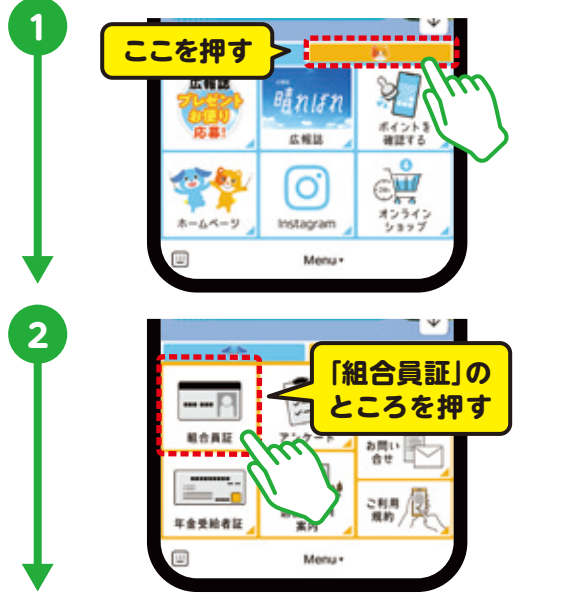 1
ここを押す
広報誌
プレゼント
お便り
応募!
晴ればれ
広報誌
ポイントを
確認する
ホームページ
Instagram
オンライン
ショップ
Menu
2
「組合員証」の
ところを押す
組合員証
アンケート
お問い
合せ
年金受給者証
案内
ご利用
規約
Menu